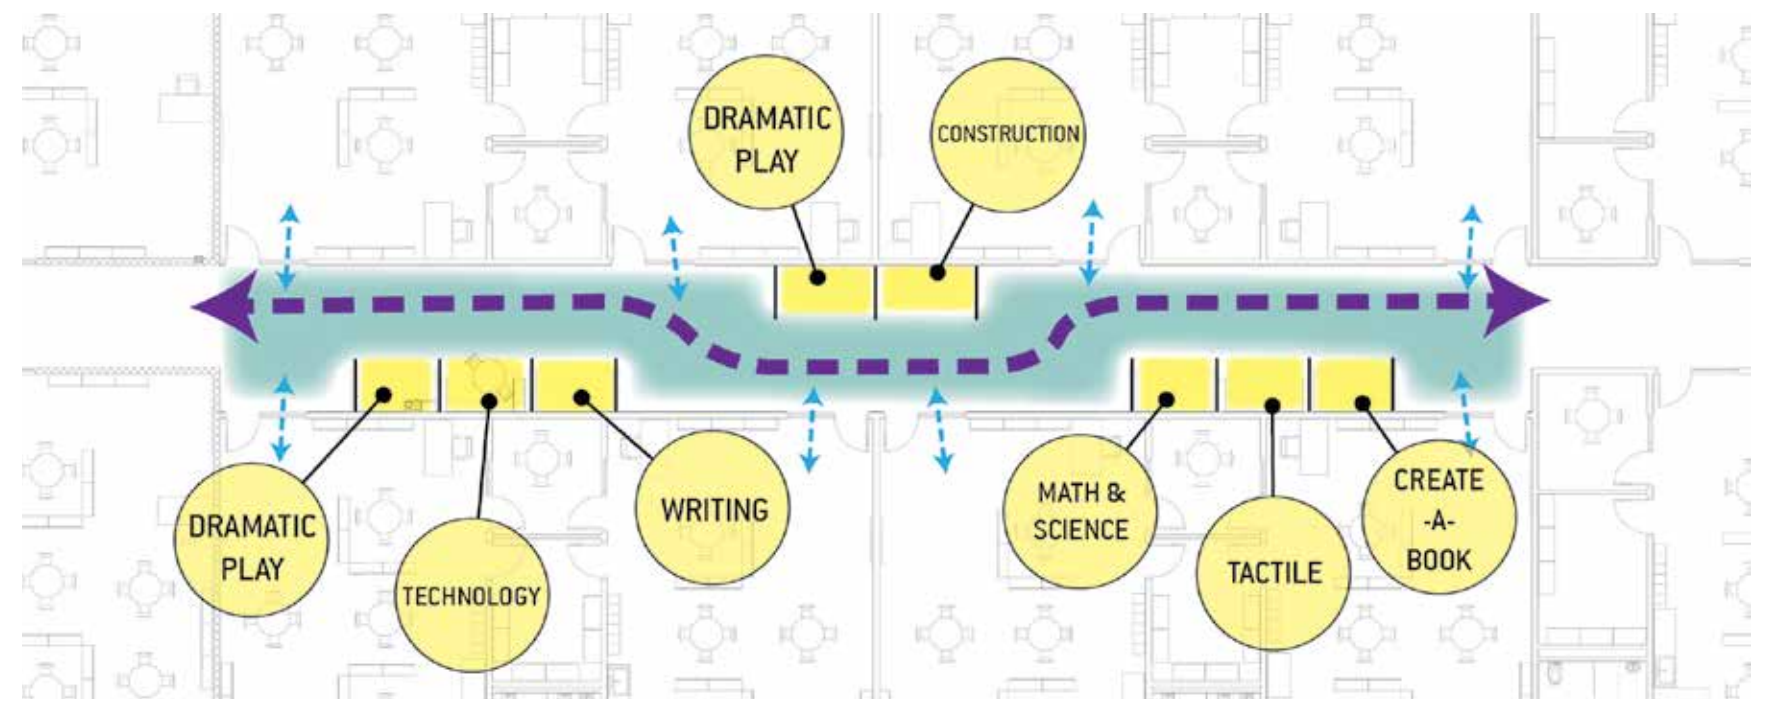 DRAMATIC
PLAY
CONSTRUCTION
DRAMATIC
PLAY
TECHNOLOGY
WRITING
MATH &
SCIENCE
TACTILE
CREATE
-A-
BOOK